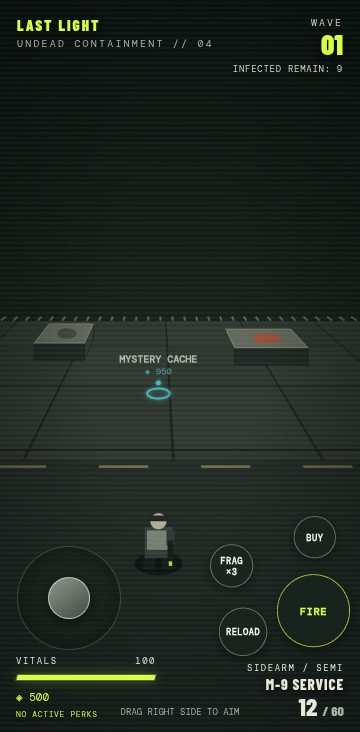 LAST LIGHT
UNDEAD CONTAINMENT // 04
WAVE
01
INFECTED REMAIN: 9
MYSTERY CACHE
◈ 950
BUY
FRAG
×3
FIRE
RELOAD
VITALS 100
◈ 500
NO ACTIVE PERKS
DRAG RIGHT SIDE TO AIM
SIDEARM / SEMI
M-9 SERVICE
12 / 60